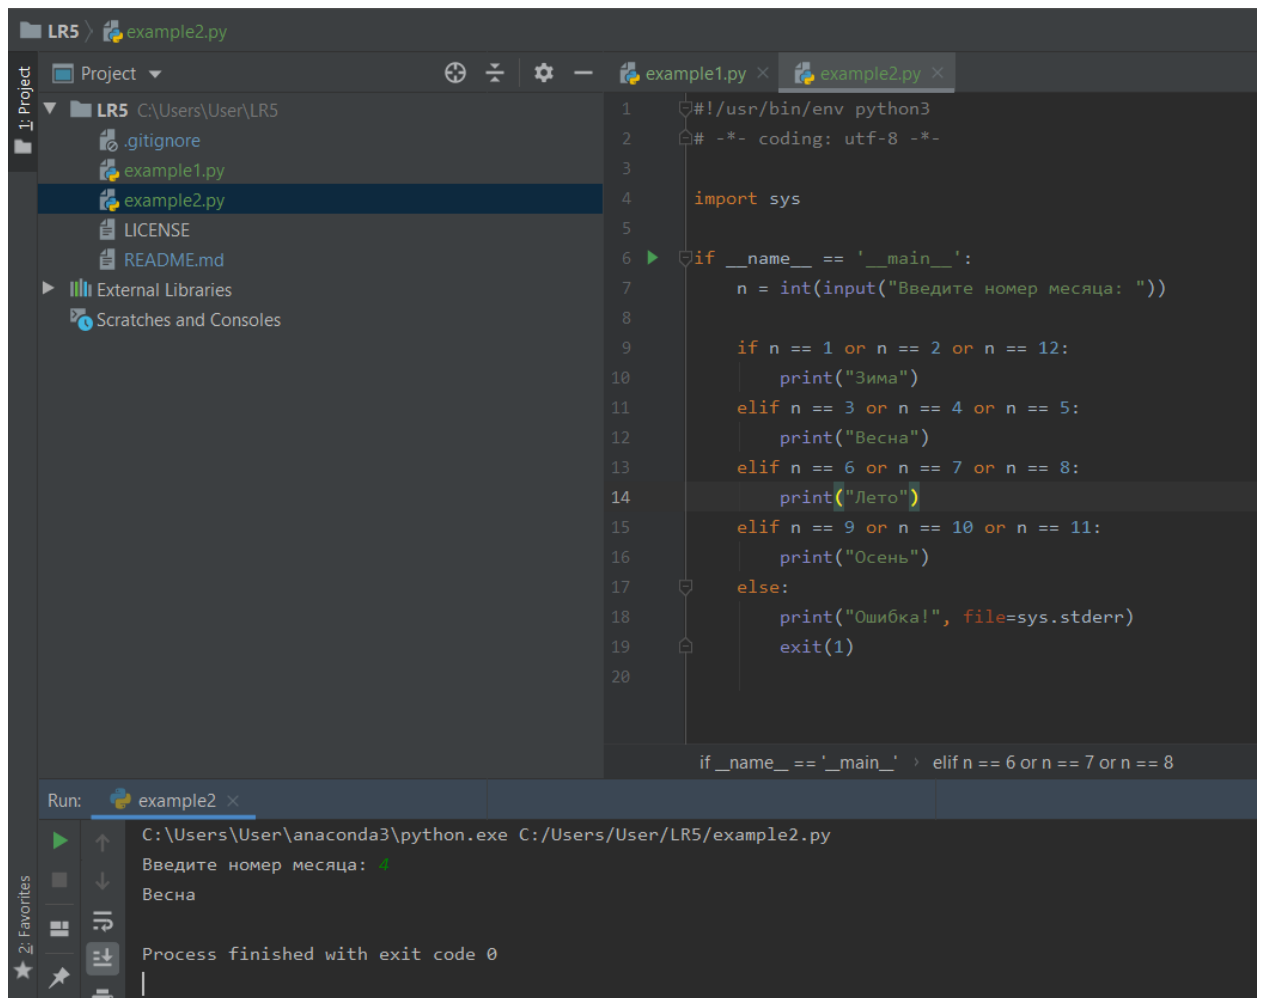 LR5 example2.py
1: Project
Project
LR5 C:\Users\User\LR5
.gitignore
example1.py
example2.py
LICENSE
README.md
External Libraries
Scratches and Consoles
example1.py example2.py
1 #!/usr/bin/env python3
2 # -*- coding: utf-8 -*-
3
4 import sys
5
6 if __name__ == '__main__':
7 n = int(input("Введите номер месяца: "))
8
9 if n == 1 or n == 2 or n == 12:
10 print("Зима")
11 elif n == 3 or n == 4 or n == 5:
12 print("Весна")
13 elif n == 6 or n == 7 or n == 8:
14 print("Лето")
15 elif n == 9 or n == 10 or n == 11:
16 print("Осень")
17 else:
18 print("Ошибка!", file=sys.stderr)
19 exit(1)
20
if __name__ == '__main__' › elif n == 6 or n == 7 or n == 8
Run: example2
C:\Users\User\anaconda3\python.exe C:/Users/User/LR5/example2.py
Введите номер месяца: 4
Весна
Process finished with exit code 0
2: Favorites